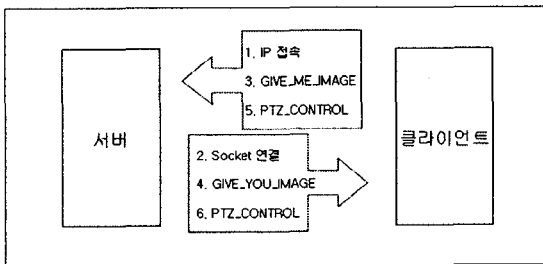 서버
1. IP 접속
3. GIVE_ME_IMAGE
5. PTZ_CONTROL
2. Socket 연결
4. GIVE_YOU_IMAGE
6. PTZ_CONTROL
클라이언트